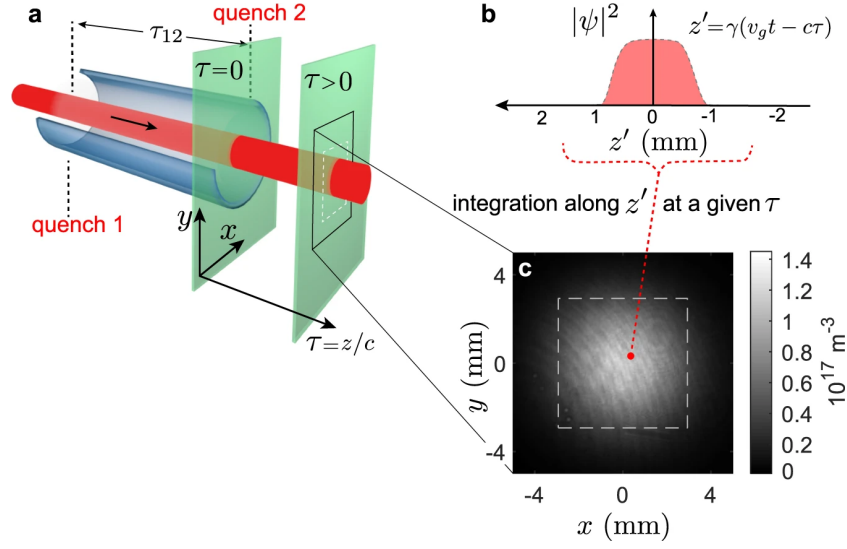 a
quench 2
τ₁₂
τ=0
τ>0
quench 1
y
x
τ=z/c
b
|ψ|²
z'=γ(v_g t − cτ)
2 1 0 -1 -2
z' (mm)
integration along z' at a given τ
c
4
0
-4
y (mm)
-4 0 4
x (mm)
1.4
1.2
1.0
0.8
0.6
0.4
0.2
0
10¹⁷ m⁻³